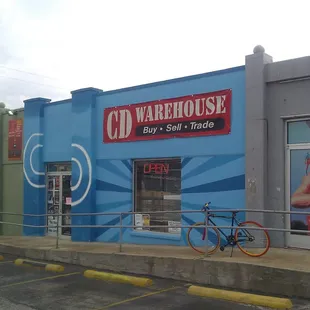 CD WAREHOUSE
Buy • Sell • Trade
OPEN